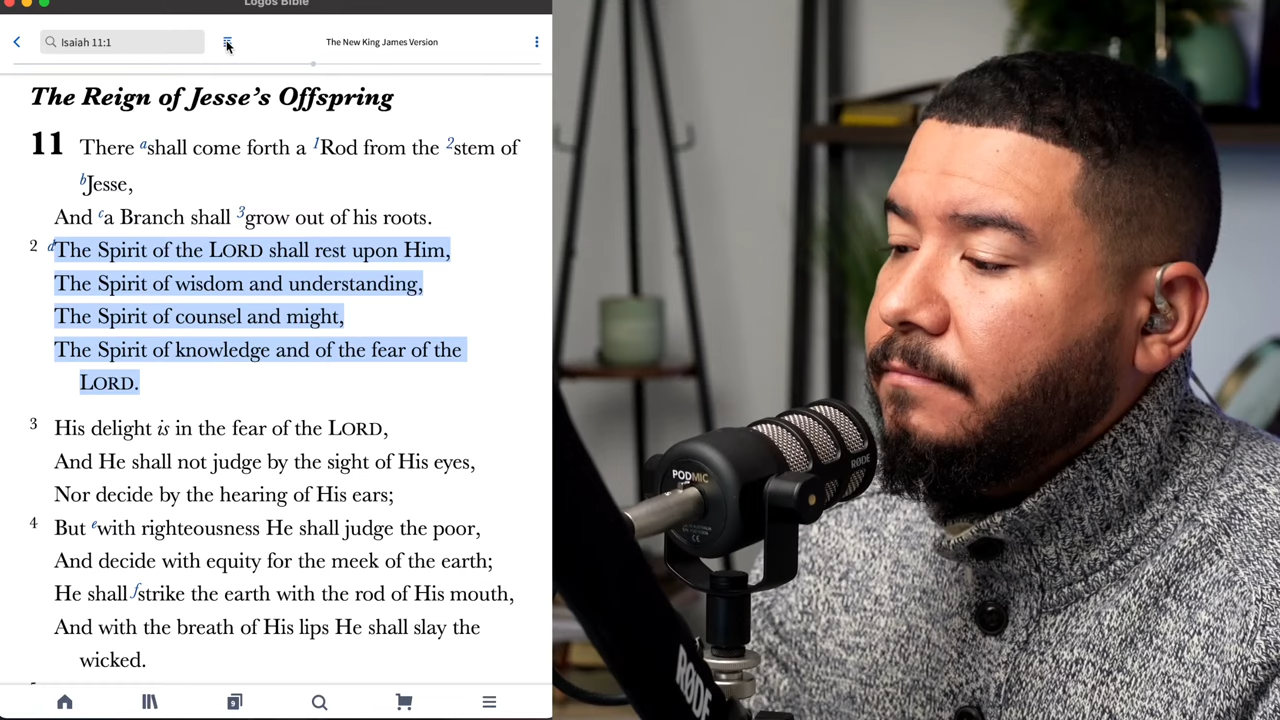 Logos Bible
Isaiah 11:1
The New King James Version
The Reign of Jesse's Offspring
11 There ᵃshall come forth a ¹Rod from the ²stem of
ᵇJesse,
And ᶜa Branch shall ³grow out of his roots.
2 ᵈThe Spirit of the LORD shall rest upon Him,
The Spirit of wisdom and understanding,
The Spirit of counsel and might,
The Spirit of knowledge and of the fear of the
LORD.
3 His delight is in the fear of the LORD,
And He shall not judge by the sight of His eyes,
Nor decide by the hearing of His ears;
4 But ᵉwith righteousness He shall judge the poor,
And decide with equity for the meek of the earth;
He shall ᶠstrike the earth with the rod of His mouth,
And with the breath of His lips He shall slay the
wicked.
9
PODMIC
RØDE
RØDE